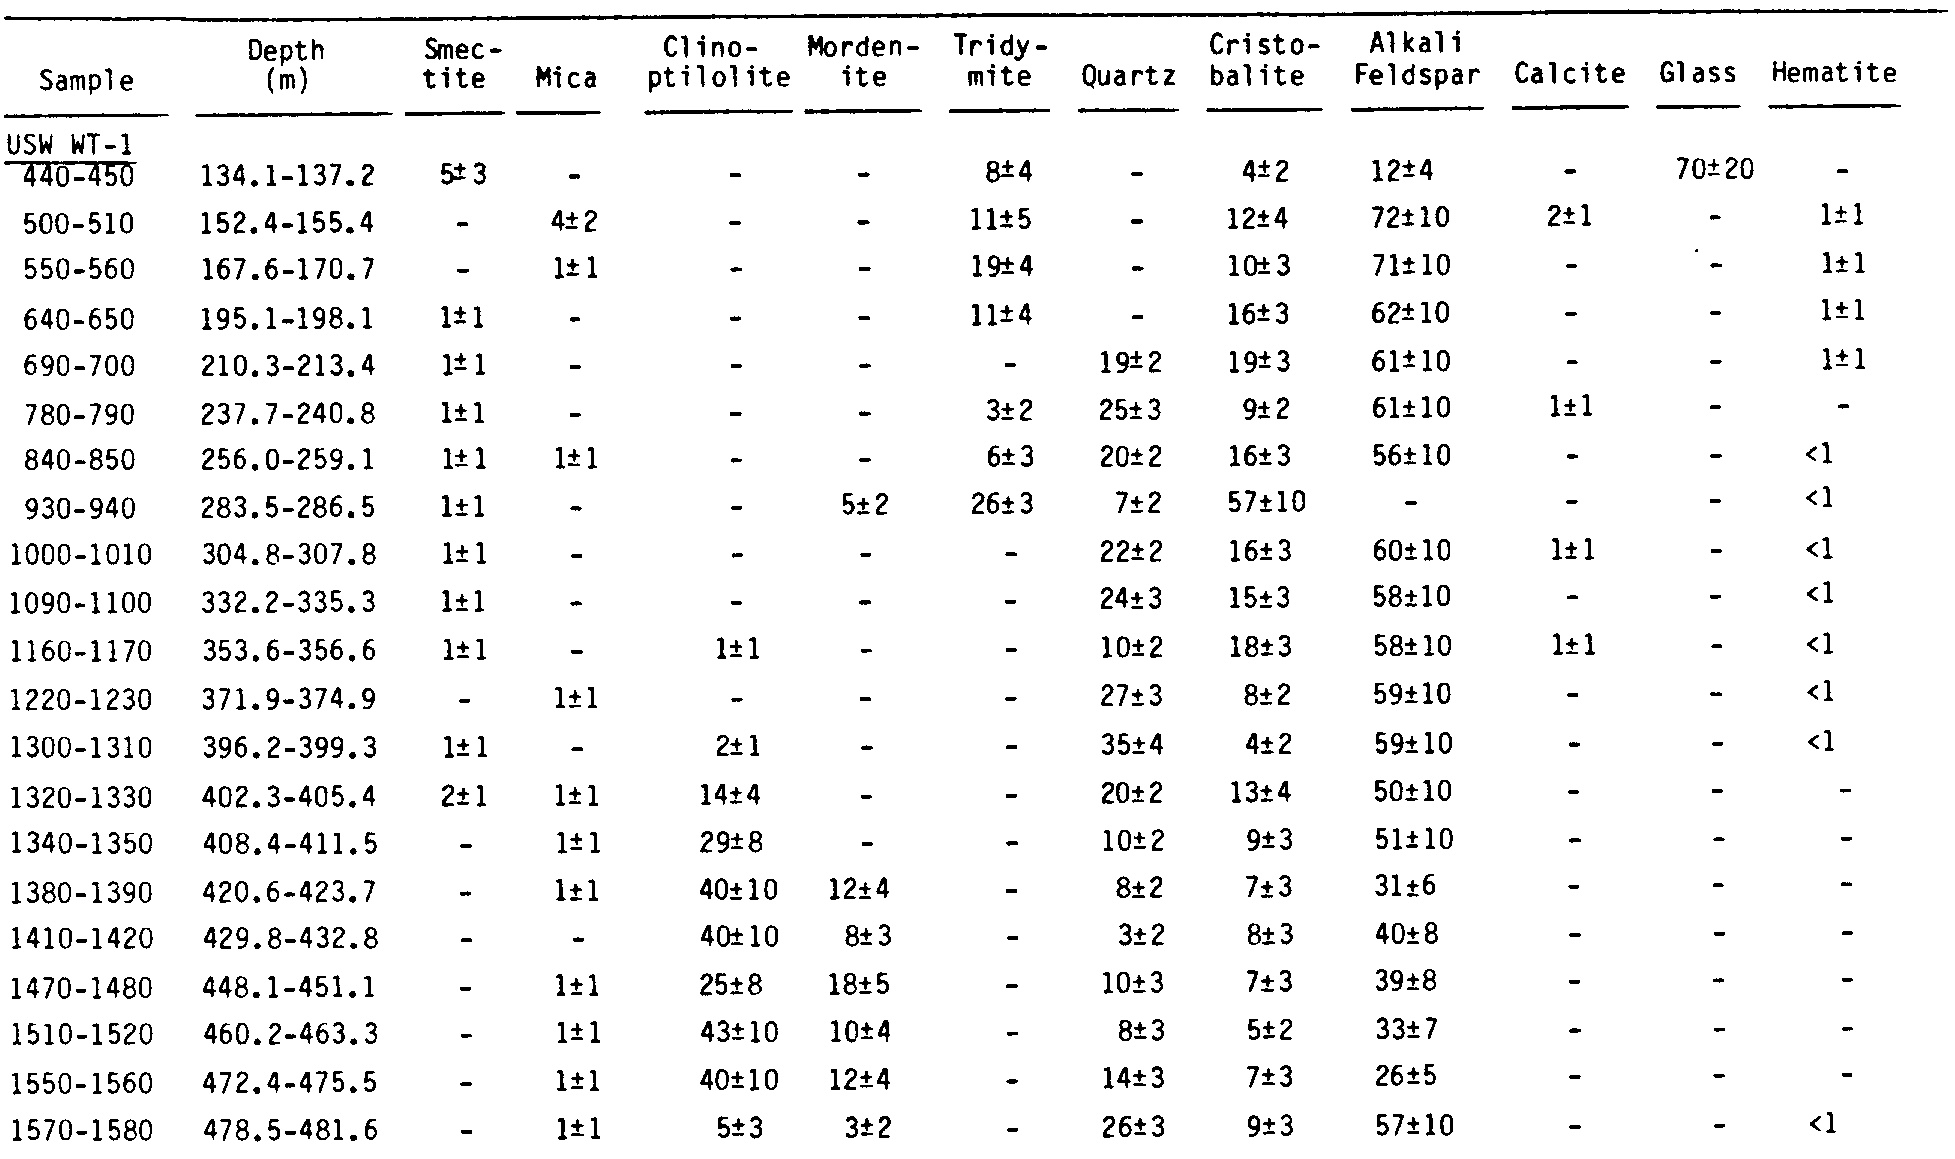 Sample Depth (m) Smec-tite Mica Clino-ptilolite Morden-ite Tridy-mite Quartz Cristo-balite Alkali Feldspar Calcite Glass Hematite
USW WT-1
440-450 134.1-137.2 5±3 - - - 8±4 - 4±2 12±4 - 70±20 -
500-510 152.4-155.4 - 4±2 - - 11±5 - 12±4 72±10 2±1 - 1±1
550-560 167.6-170.7 - 1±1 - - 19±4 - 10±3 71±10 - - 1±1
640-650 195.1-198.1 1±1 - - - 11±4 - 16±3 62±10 - - 1±1
690-700 210.3-213.4 1±1 - - - - 19±2 19±3 61±10 - - 1±1
780-790 237.7-240.8 1±1 - - - 3±2 25±3 9±2 61±10 1±1 - -
840-850 256.0-259.1 1±1 1±1 - - 6±3 20±2 16±3 56±10 - - <1
930-940 283.5-286.5 1±1 - - 5±2 26±3 7±2 57±10 - - - <1
1000-1010 304.8-307.8 1±1 - - - - 22±2 16±3 60±10 1±1 - <1
1090-1100 332.2-335.3 1±1 - - - - 24±3 15±3 58±10 - - <1
1160-1170 353.6-356.6 1±1 - 1±1 - - 10±2 18±3 58±10 1±1 - <1
1220-1230 371.9-374.9 - 1±1 - - - 27±3 8±2 59±10 - - <1
1300-1310 396.2-399.3 1±1 - 2±1 - - 35±4 4±2 59±10 - - <1
1320-1330 402.3-405.4 2±1 1±1 14±4 - - 20±2 13±4 50±10 - - -
1340-1350 408.4-411.5 - 1±1 29±8 - - 10±2 9±3 51±10 - - -
1380-1390 420.6-423.7 - 1±1 40±10 12±4 - 8±2 7±3 31±6 - - -
1410-1420 429.8-432.8 - - 40±10 8±3 - 3±2 8±3 40±8 - - -
1470-1480 448.1-451.1 - 1±1 25±8 18±5 - 10±3 7±3 39±8 - - -
1510-1520 460.2-463.3 - 1±1 43±10 10±4 - 8±3 5±2 33±7 - - -
1550-1560 472.4-475.5 - 1±1 40±10 12±4 - 14±3 7±3 26±5 - - -
1570-1580 478.5-481.6 - 1±1 5±3 3±2 - 26±3 9±3 57±10 - - <1